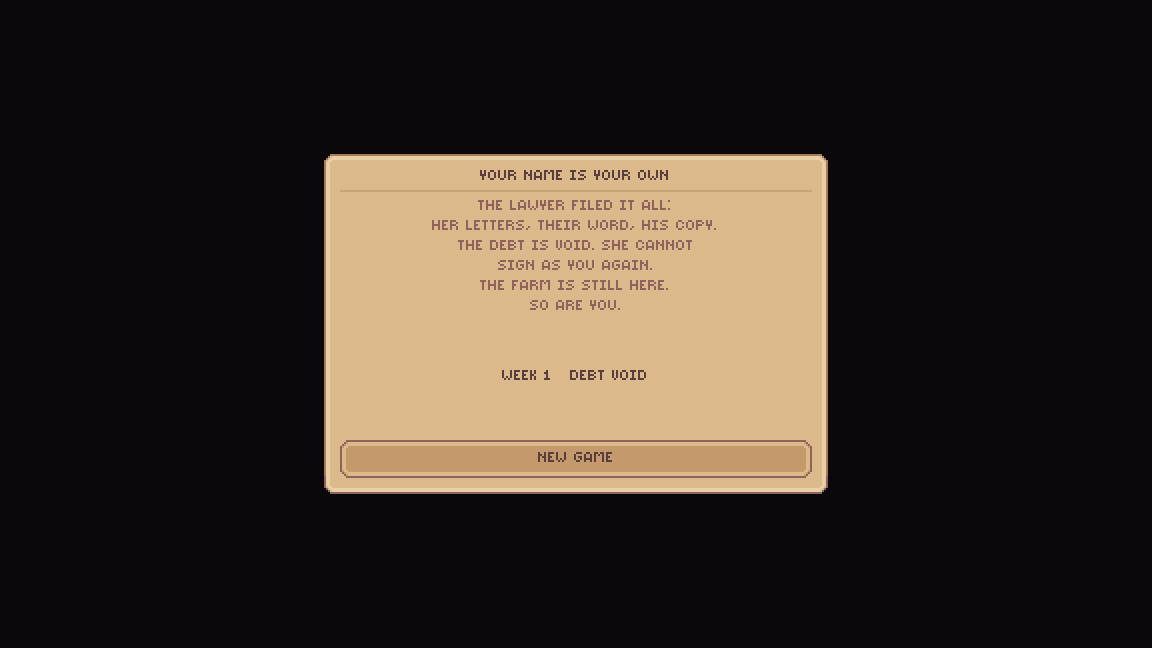 YOUR NAME IS YOUR OWN
THE LAWYER FILED IT ALL:
HER LETTERS, THEIR WORD, HIS COPY.
THE DEBT IS VOID. SHE CANNOT
SIGN AS YOU AGAIN.
THE FARM IS STILL HERE.
SO ARE YOU.
WEEK 1 DEBT VOID
NEW GAME